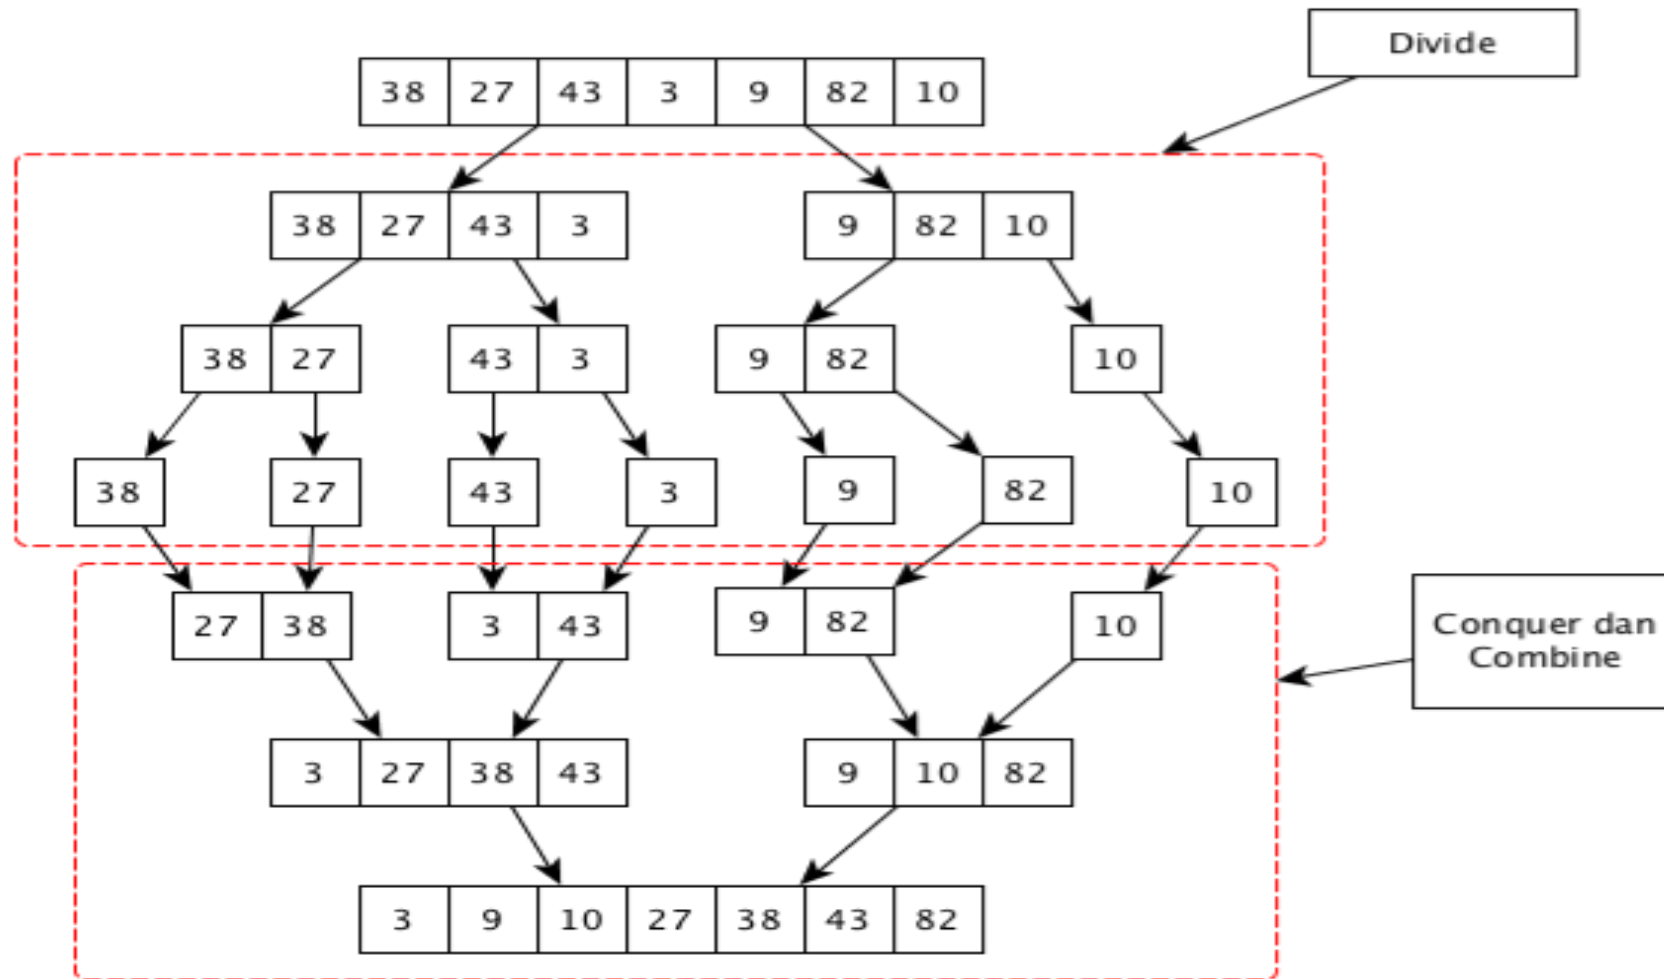 Divide
38 27 43 3 9 82 10
38 27 43 3 9 82 10
38 27 43 3 9 82 10
38 27 43 3 9 82 10
27 38 3 43 9 82 10
Conquer dan
Combine
3 27 38 43 9 10 82
3 9 10 27 38 43 82